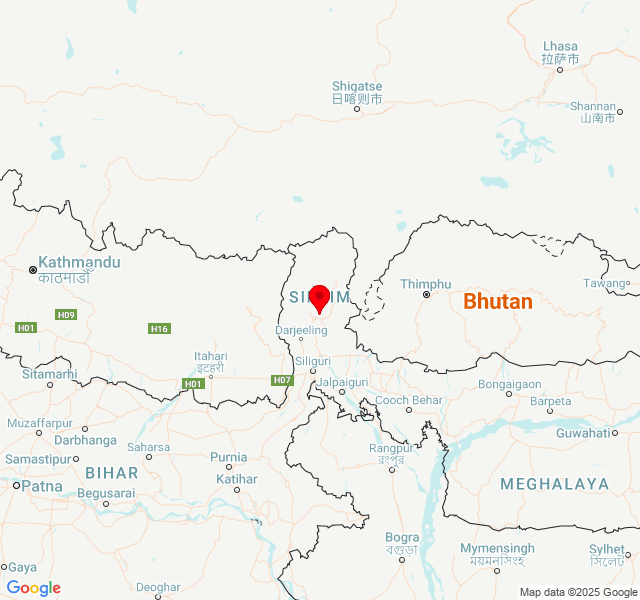 Lhasa
拉萨市
Shigatse
日喀则市
Shannan
山南市
Kathmandu
काठमाडौँ
Thimphu
Tawang
Bhutan
H09
H01
H16
Darjeeling
Itahari
इटहरी
Siliguri
Sitamarhi
H01
H07
Jalpaiguri
Bongaigaon
Cooch Behar
Barpeta
Muzaffarpur
Darbhanga
Guwahati
Saharsa
Samastipur
Purnia
Rangpur
রংপুর
BIHAR
Katihar
Patna
MEGHALAYA
Begusarai
Bogra
বগুড়া
Mymensingh
ময়মনসিংহ
Sylhet
সিলেট
Gaya
Deoghar
Google
Map data ©2025 Google